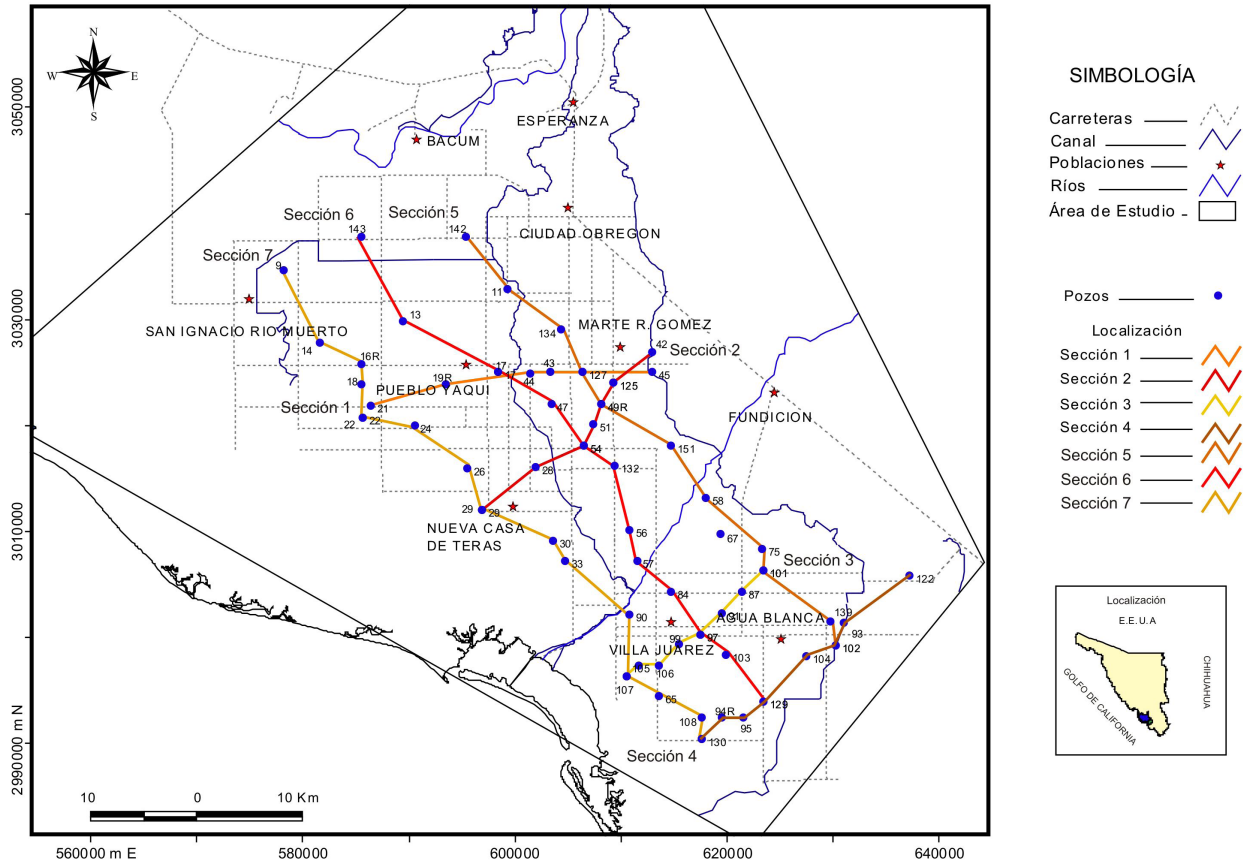 N
W
E
S
3050000
3030000
3010000
2990000 m N
560000 m E
580000
600000
620000
640000
10
0
10 Km
ESPERANZA
BACUM
CIUDAD OBREGON
SAN IGNACIO RIO MUERTO
MARTE R. GOMEZ
PUEBLO YAQUI
FUNDICION
NUEVA CASA
DE TERAS
AGUA BLANCA
VILLA JUAREZ
Sección 6
Sección 5
Sección 7
Sección 2
Sección 1
Sección 3
Sección 4
143
142
9
11
13
134
14
42
16R
17
17
43
44
127
45
125
18
19R
21
47
49R
22
22
24
51
54
151
26
28
132
58
29
29
56
67
30
75
33
57
101
122
84
87
90
91
139
93
97
99
102
103
104
105
106
107
65
129
108
94R
95
130
SIMBOLOGÍA
Carreteras
Canal
Poblaciones
Ríos
Área de Estudio
Pozos
Localización
Sección 1
Sección 2
Sección 3
Sección 4
Sección 5
Sección 6
Sección 7
Localización
E.E.U.A
CHIHUAHUA
GOLFO DE CALIFORNIA